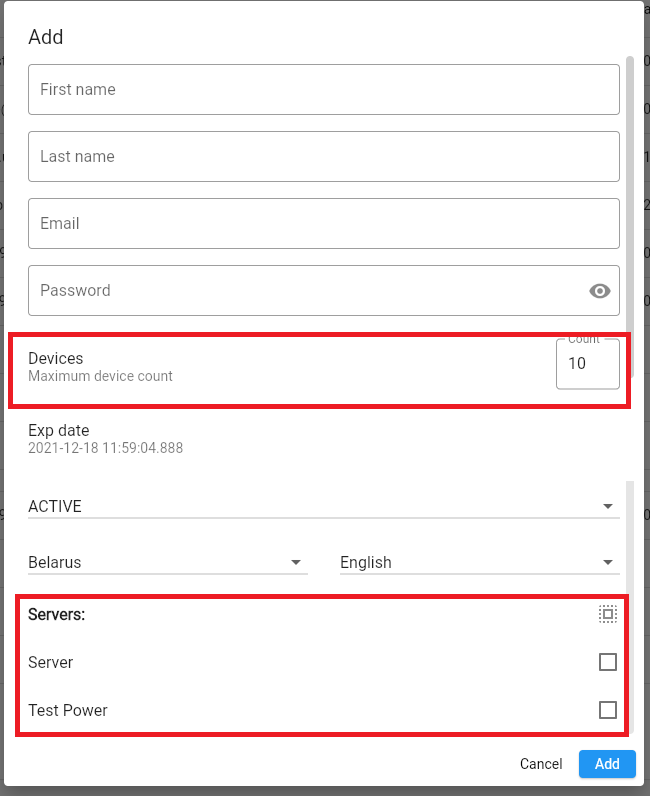 Add
First name
Last name
Email
Password
Count
Devices
10
Maximum device count
Exp date
2021-12-18 11:59:04.888
ACTIVE
Belarus English
Servers:
Server
Test Power
Cancel Add